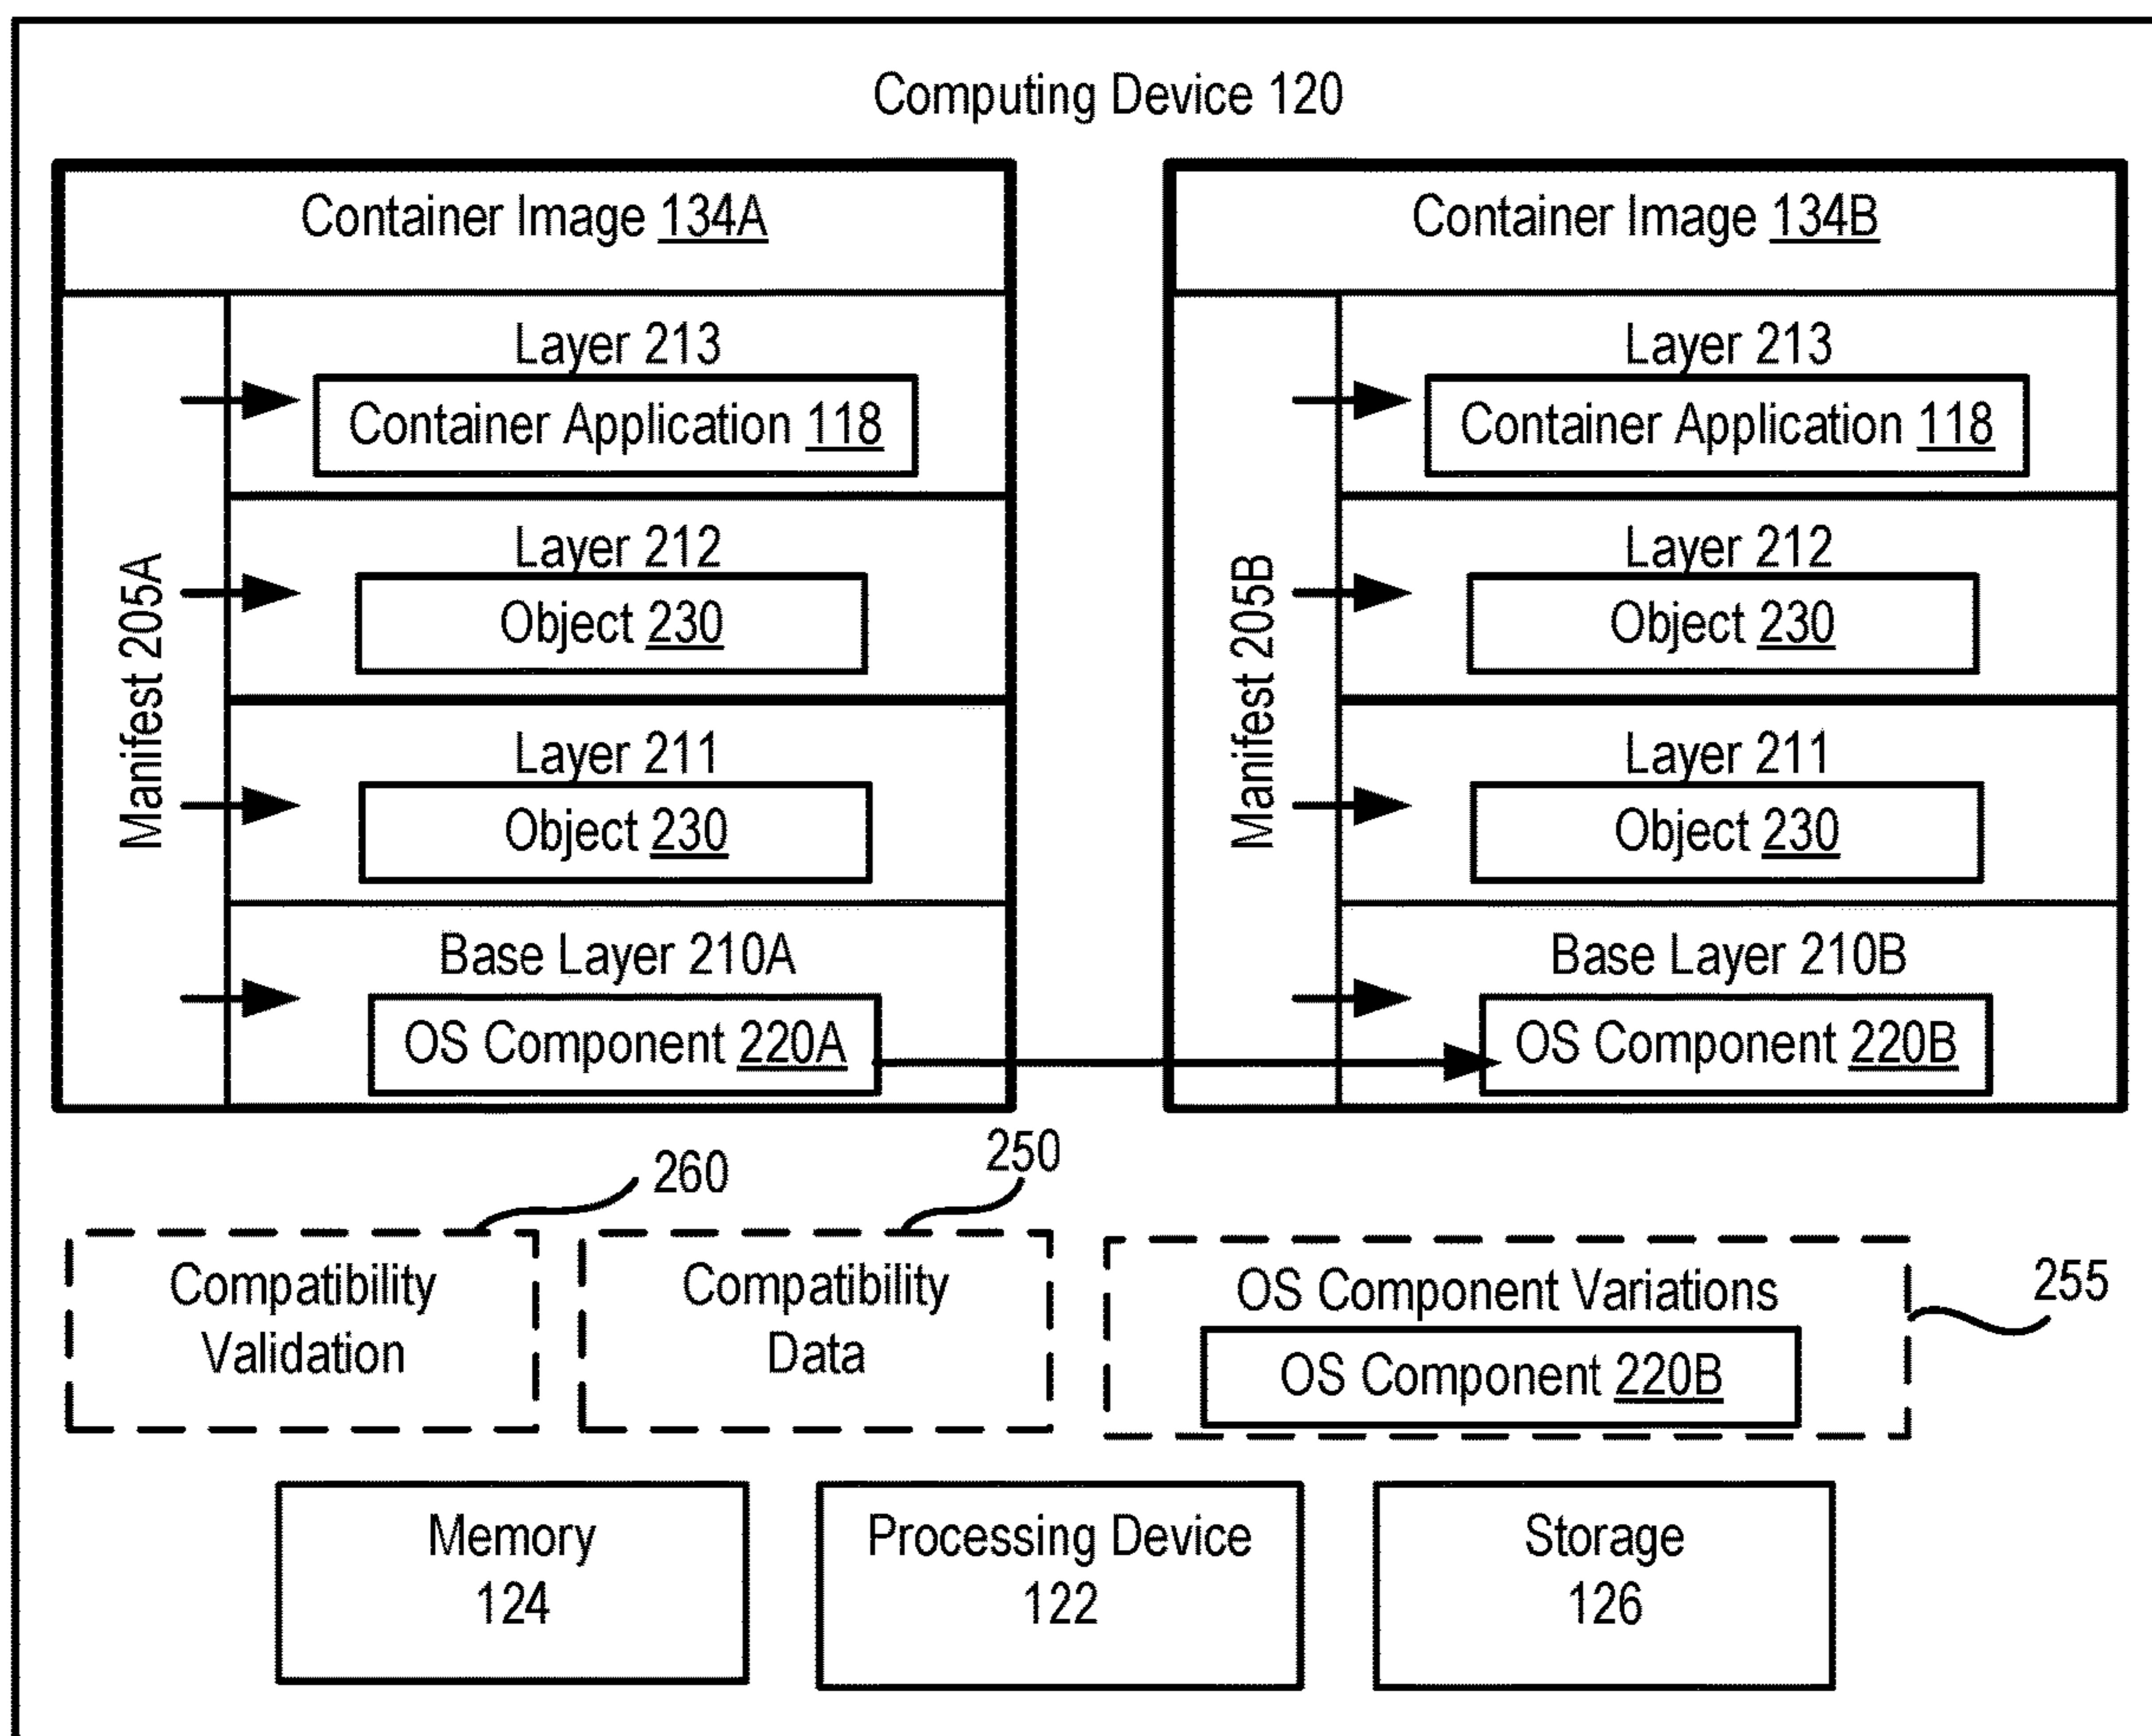 Computing Device 120
Container Image 134A
Manifest 205A
Layer 213
Container Application 118
Layer 212
Object 230
Layer 211
Object 230
Base Layer 210A
OS Component 220A
Container Image 134B
Manifest 205B
Layer 213
Container Application 118
Layer 212
Object 230
Layer 211
Object 230
Base Layer 210B
OS Component 220B
260
Compatibility
Validation
250
Compatibility
Data
255
OS Component Variations
OS Component 220B
Memory
124
Processing Device
122
Storage
126